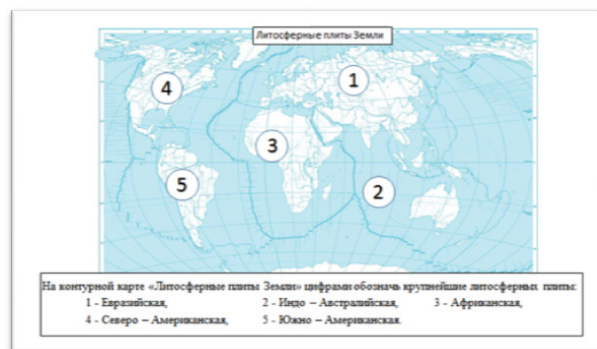 Литосферные плиты Земли
4
1
3
5
2
На контурной карте «Литосферные плиты Земли» цифрами обозначь крупнейшие литосферных плиты:
1 - Евразийская, 2 - Индо – Австралийская, 3 - Африканская,
4 - Северо – Американская, 5 - Южно – Американская.